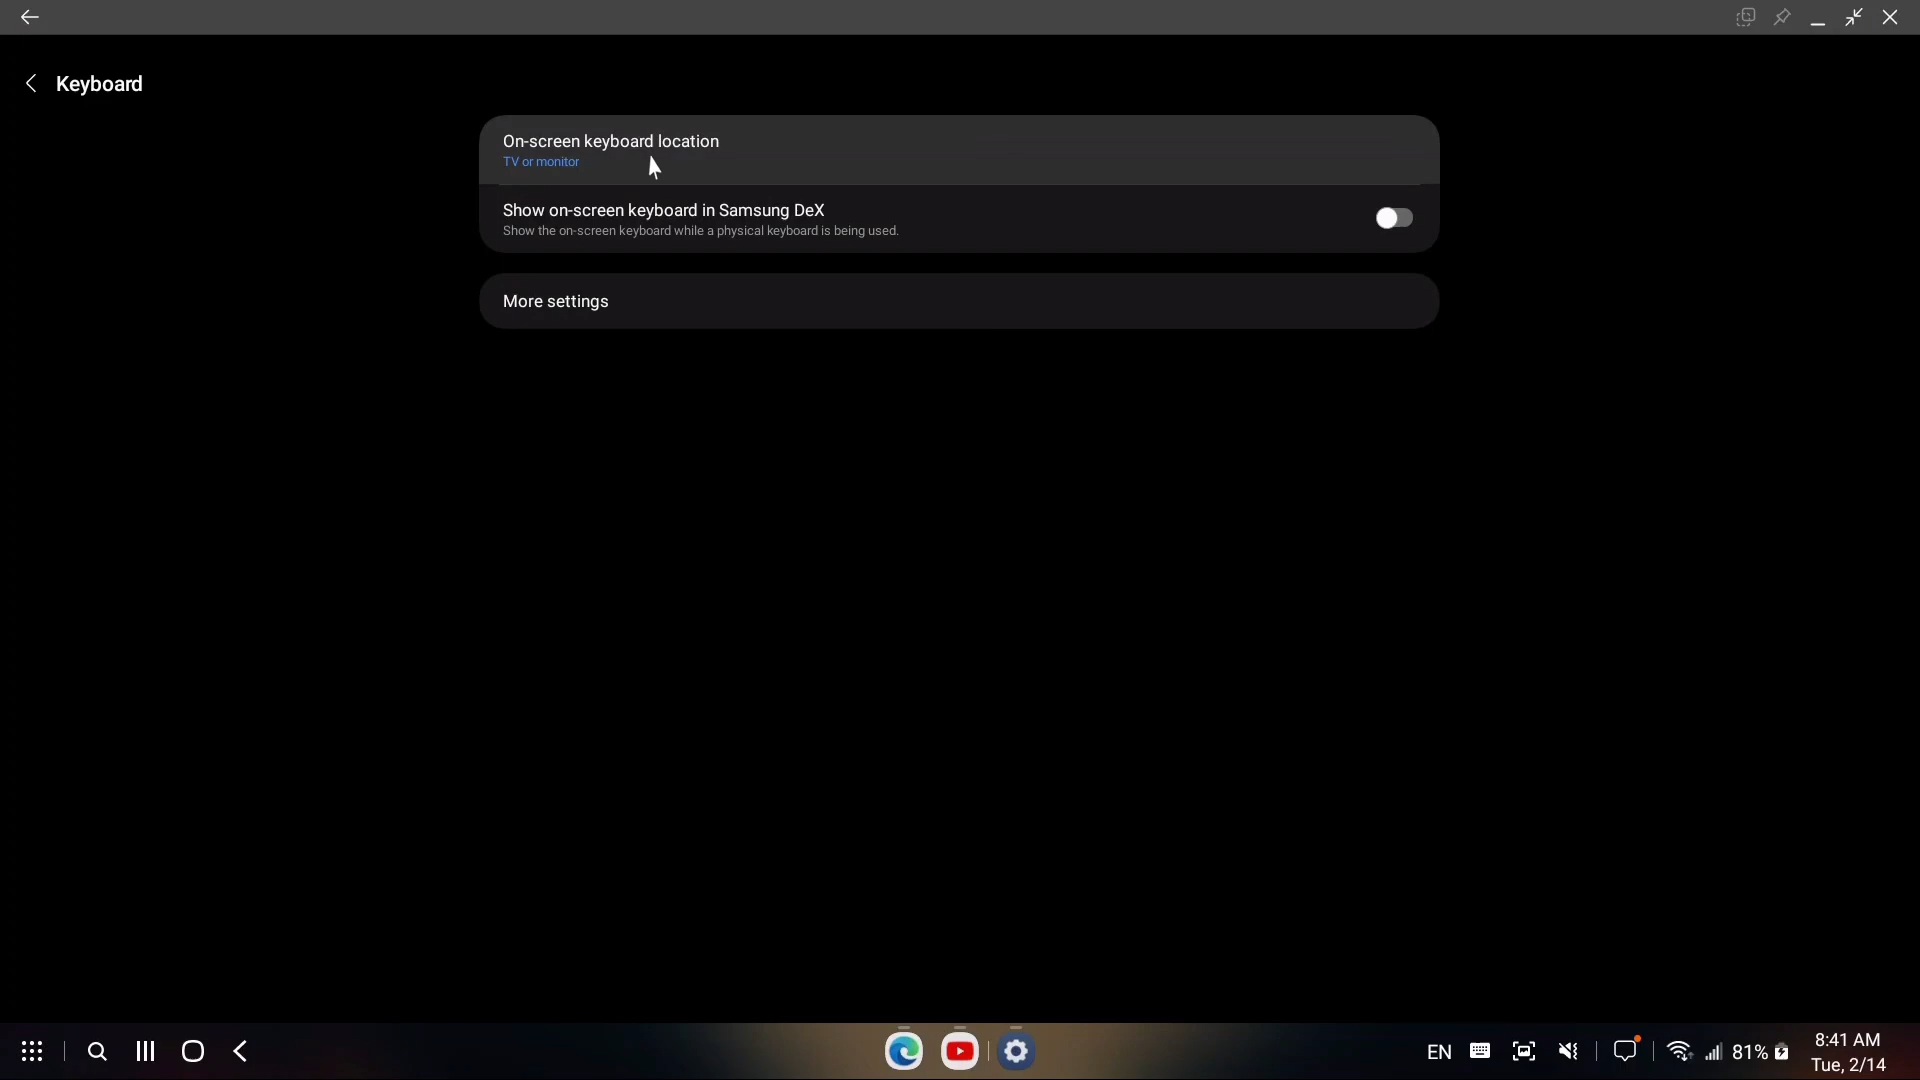 Keyboard
On-screen keyboard location
TV or monitor
Show on-screen keyboard in Samsung DeX
Show the on-screen keyboard while a physical keyboard is being used.
More settings
EN
81%
8:41 AM
Tue, 2/14